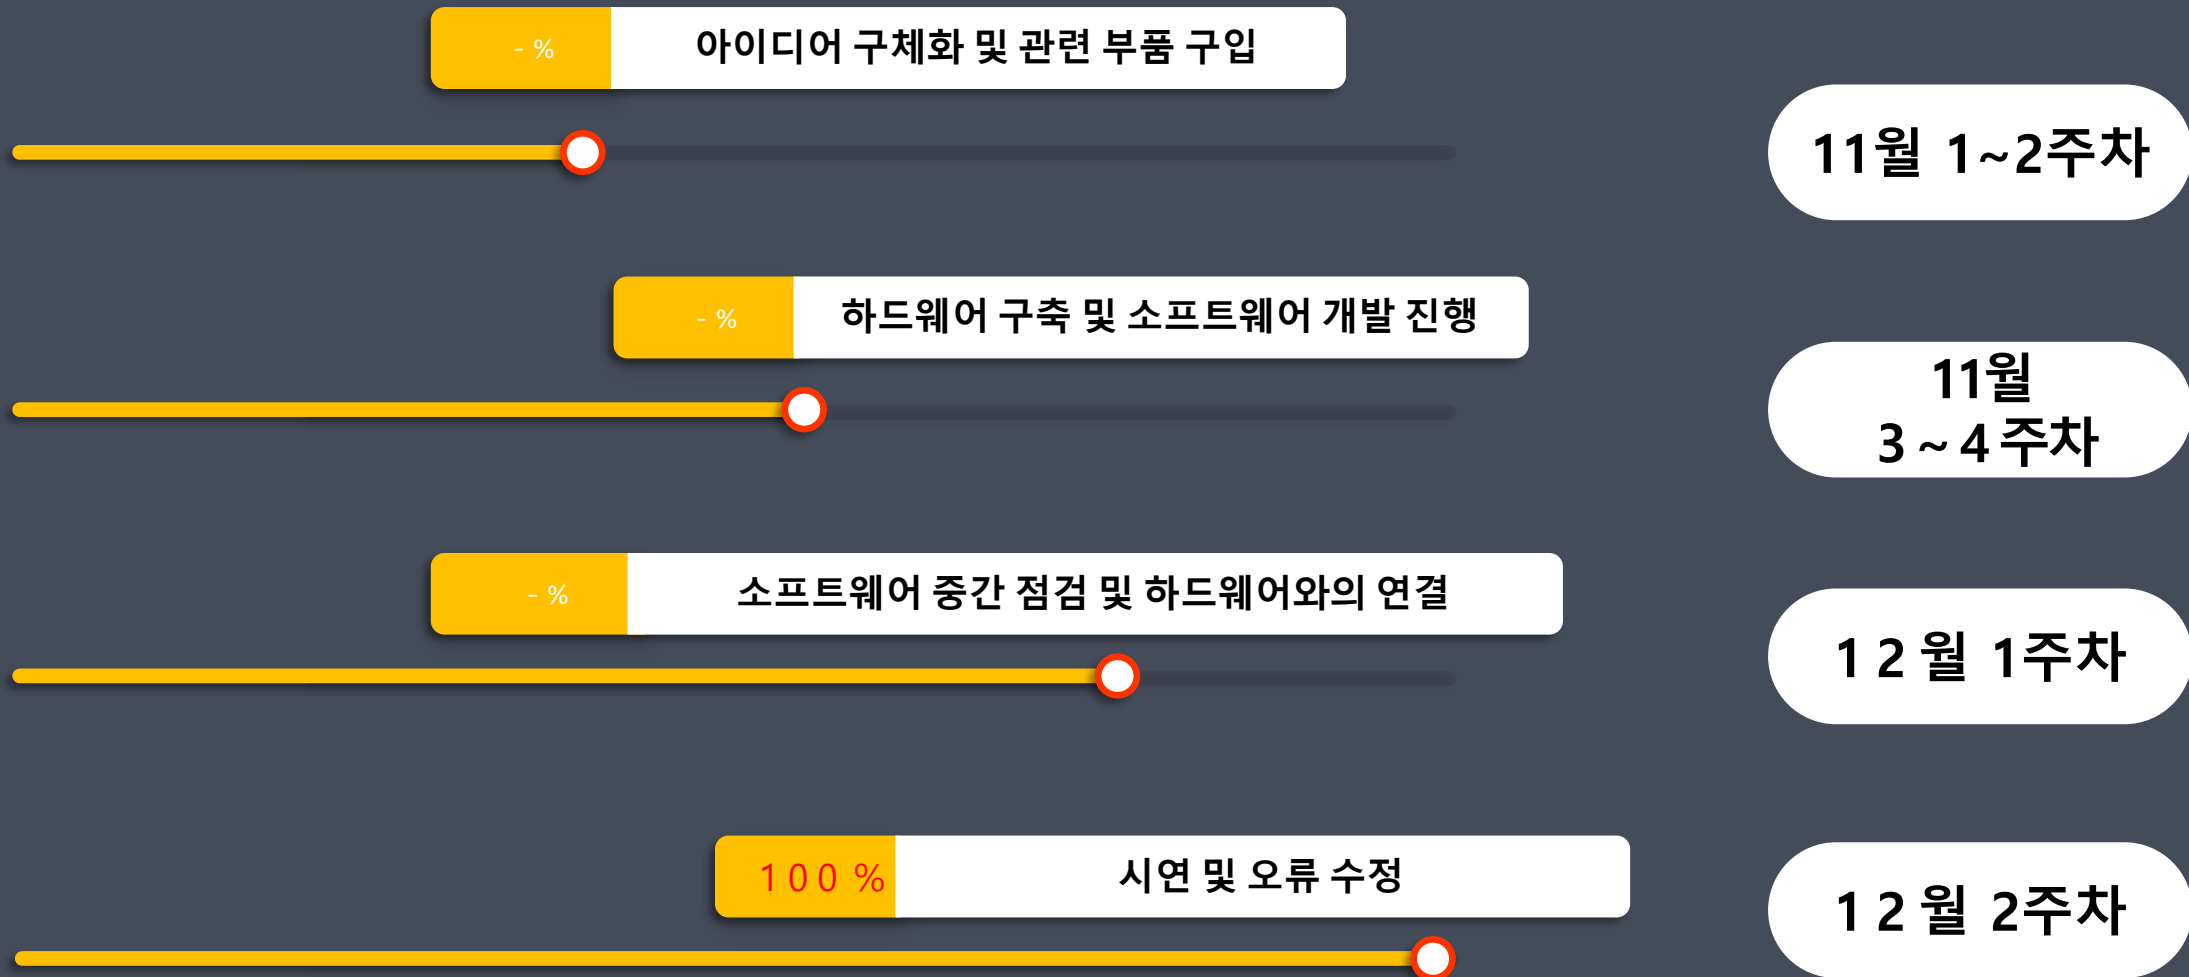 - %
아이디어 구체화 및 관련 부품 구입
11월 1~2주차
- %
하드웨어 구축 및 소프트웨어 개발 진행
11월
3~4주차
- %
소프트웨어 중간 점검 및 하드웨어와의 연결
12월 1주차
100%
시연 및 오류 수정
12월 2주차